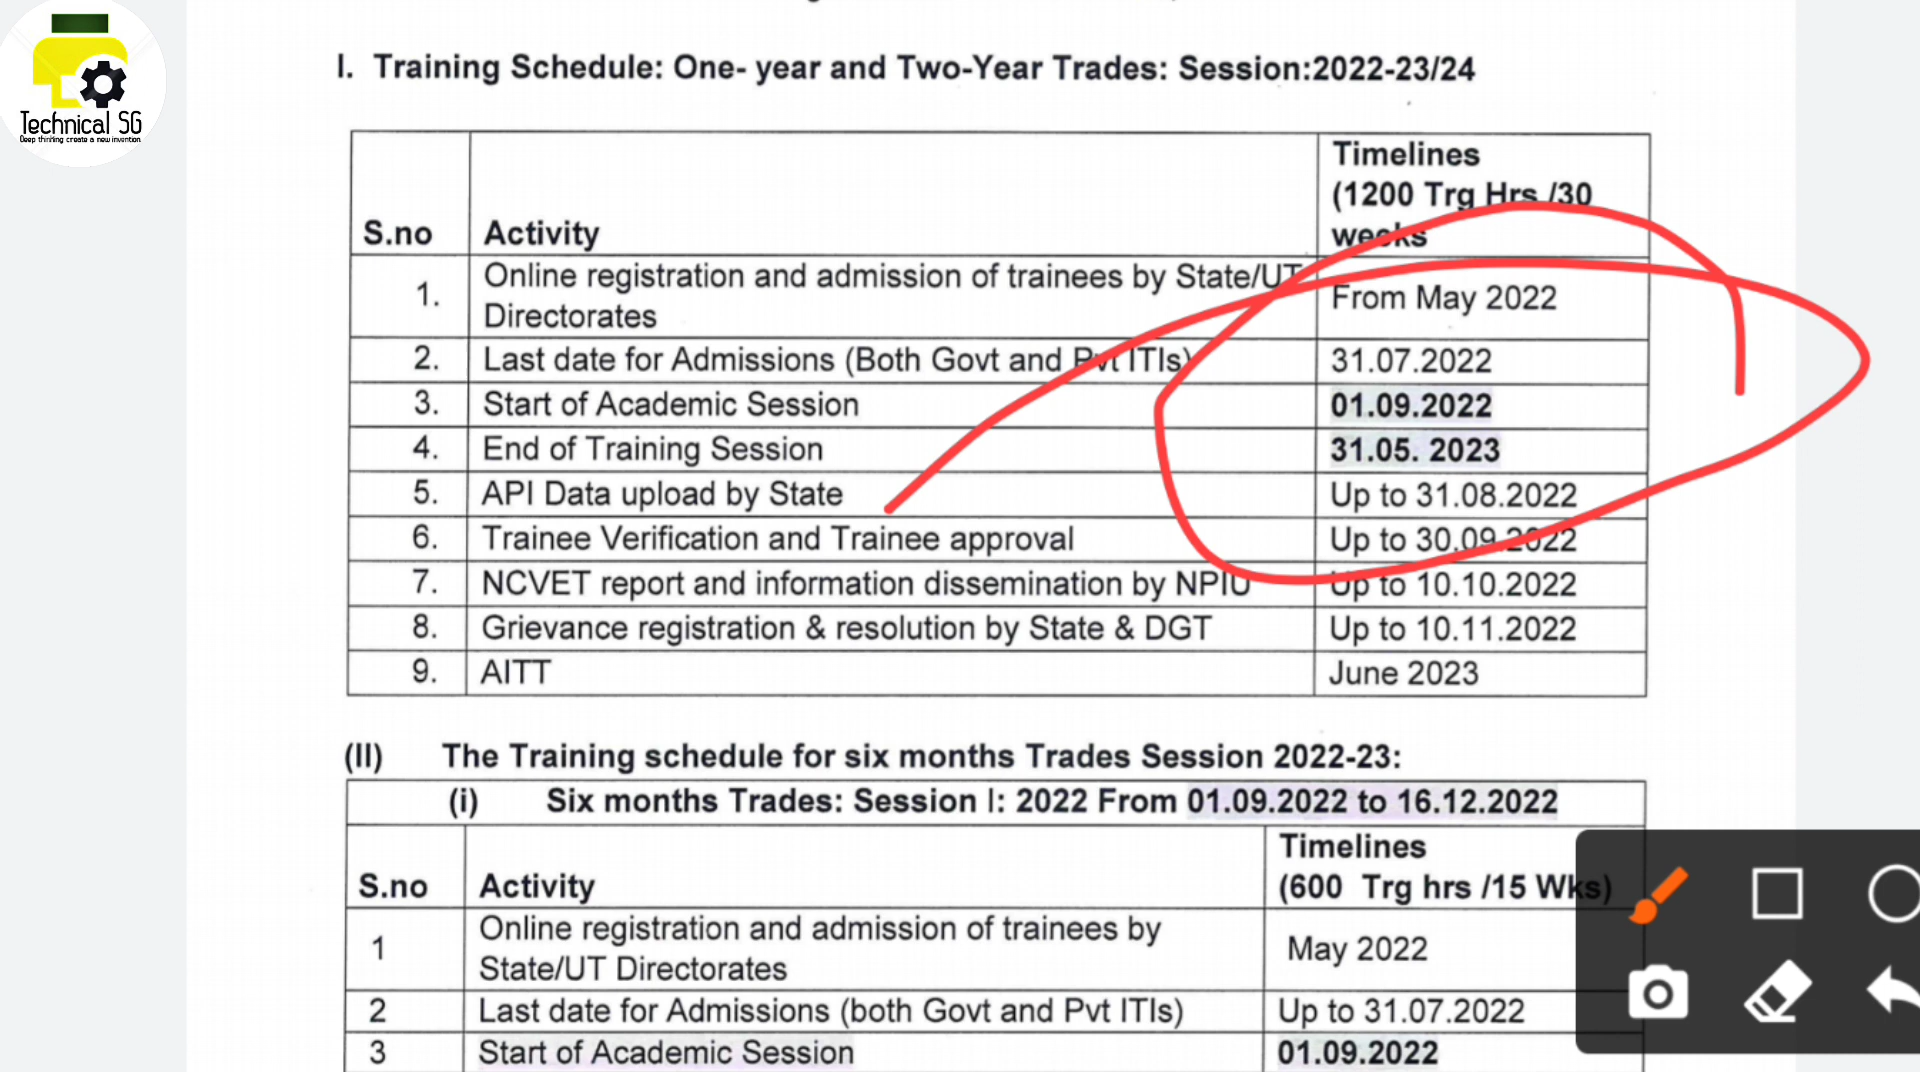 Technical SG
Deep thinking create a new invention
I. Training Schedule: One- year and Two-Year Trades: Session:2022-23/24
S.no Activity Timelines
(1200 Trg Hrs /30
weeks
1. Online registration and admission of trainees by State/UT
Directorates
From May 2022
2. Last date for Admissions (Both Govt and Pvt ITIs) 31.07.2022
3. Start of Academic Session 01.09.2022
4. End of Training Session 31.05. 2023
5. API Data upload by State Up to 31.08.2022
6. Trainee Verification and Trainee approval Up to 30.09.2022
7. NCVET report and information dissemination by NPIU Up to 10.10.2022
8. Grievance registration & resolution by State & DGT Up to 10.11.2022
9. AITT June 2023
(II) The Training schedule for six months Trades Session 2022-23:
(i) Six months Trades: Session I: 2022 From 01.09.2022 to 16.12.2022
S.no Activity Timelines
(600 Trg hrs /15 Wks)
1 Online registration and admission of trainees by
State/UT Directorates
May 2022
2 Last date for Admissions (both Govt and Pvt ITIs) Up to 31.07.2022
3 Start of Academic Session 01.09.2022